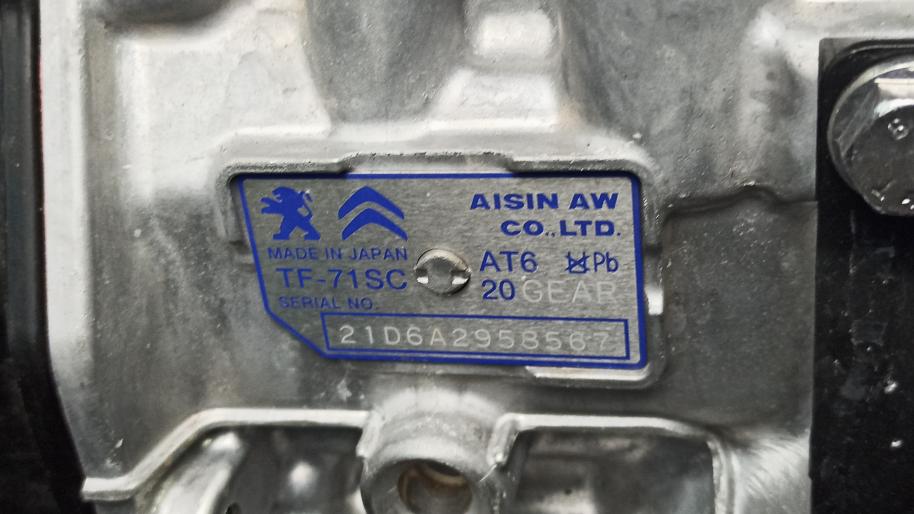 AISIN AW
CO.,LTD.
MADE IN JAPAN
TF-71SC
AT6 Pb
20 GEAR
SERIAL NO.
21D6A2958567